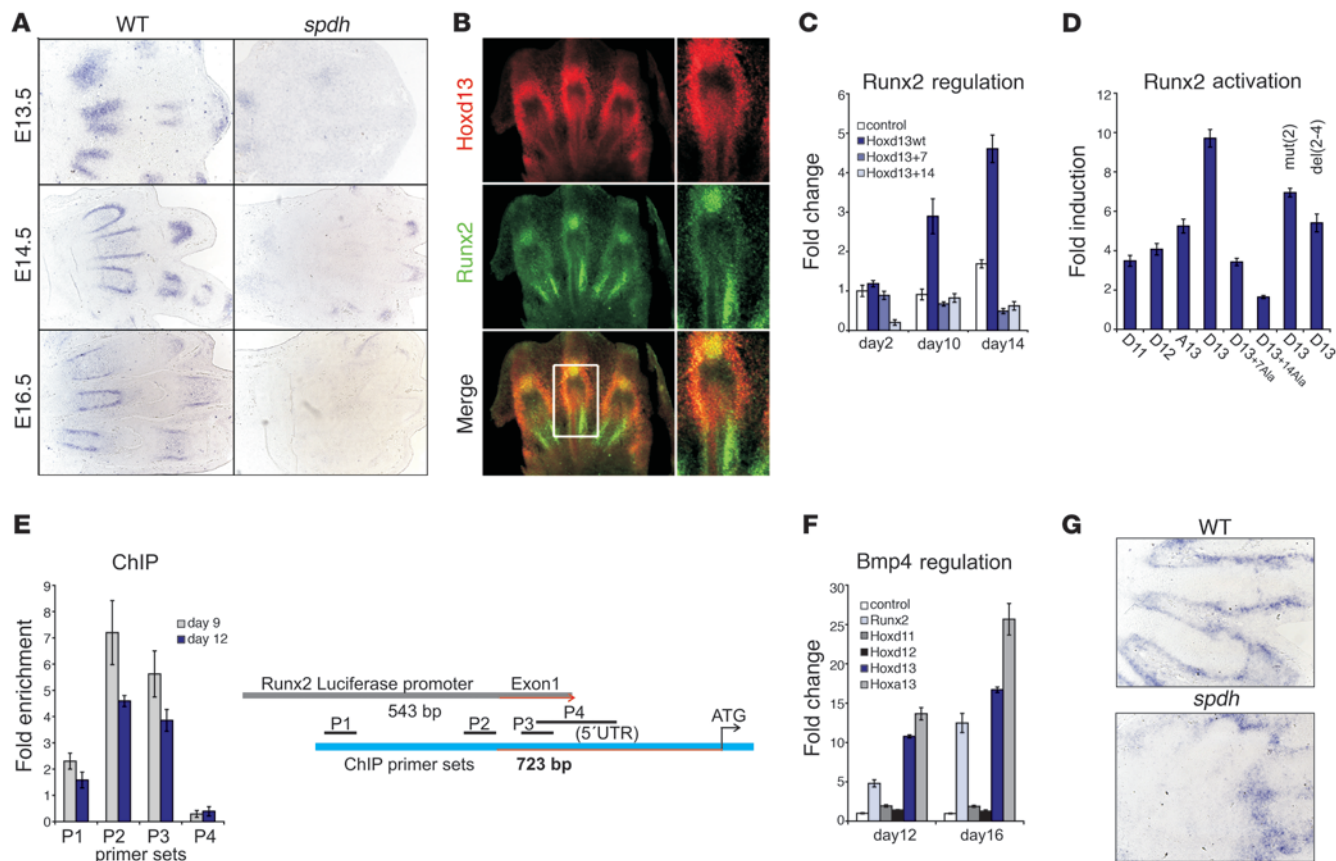 A
WT
spdh
E13.5
E14.5
E16.5
B
Hoxd13
Runx2
Merge
C
Runx2 regulation
Fold change
6
5
4
3
2
1
0
control
Hoxd13wt
Hoxd13+7
Hoxd13+14
day2
day10
day14
D
Runx2 activation
Fold induction
12
10
8
6
4
2
0
mut(2)
del(2-4)
D11
D12
A13
D13
D13+7Ala
D13+14Ala
D13
D13
E
ChIP
Fold enrichment
9
8
7
6
5
4
3
2
1
0
day 9
day 12
P1
P2
P3
P4
primer sets
Runx2 Luciferase promoter
Exon1
543 bp
P1
P2
P3
P4
(5´UTR)
ATG
ChIP primer sets
723 bp
F
Bmp4 regulation
Fold change
30
25
20
15
10
5
0
control
Runx2
Hoxd11
Hoxd12
Hoxd13
Hoxa13
day12
day16
G
WT
spdh